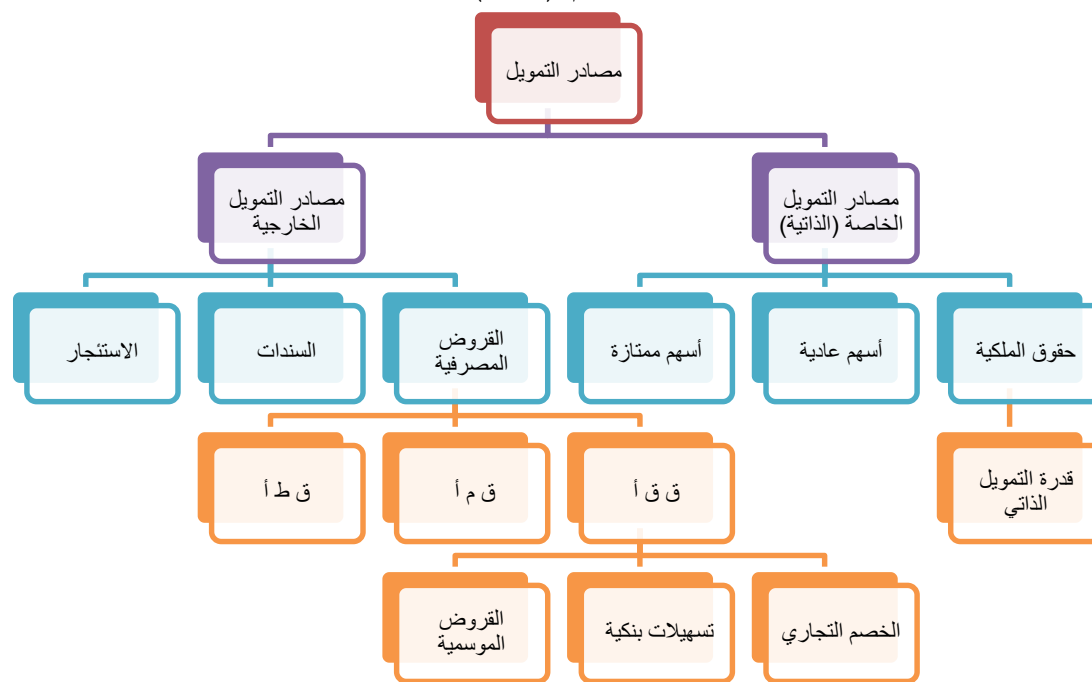 مصادر التمويل
مصادر التمويل
الخاصة (الذاتية)
مصادر التمويل
الخارجية
حقوق الملكية
أسهم عادية
أسهم ممتازة
القروض
المصرفية
السندات
الاستئجار
قدرة التمويل
الذاتي
ق ق أ
ق م أ
ق ط أ
الخصم التجاري
تسهيلات بنكية
القروض
الموسمية